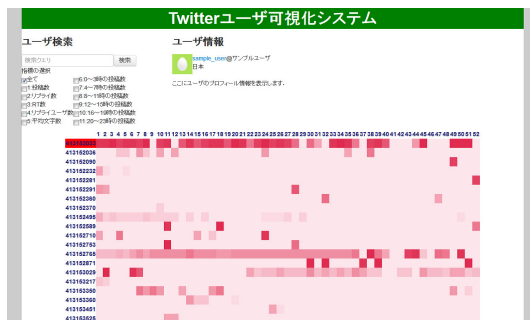 Twitterユーザ可視化システム
ユーザ検索
検索クエリ
検索
指標の選択
全て
6:0〜3時の投稿数
1:投稿数
7:4〜7時の投稿数
2:リプライ数
8:8〜11時の投稿数
3:RT数
9:12〜15時の投稿数
4:リプライユーザ数
10:16〜19時の投稿数
5:平均文字数
11:20〜23時の投稿数
ユーザ情報
sample_user@サンプルユーザ
日本
ここにユーザのプロフィール情報を表示します.
1 2 3 4 5 6 7 8 9 10 11 12 13 14 15 16 17 18 19 20 21 22 23 24 25 26 27 28 29 30 31 32 33 34 35 36 37 38 39 40 41 42 43 44 45 46 47 48 49 50 51 52
413152036
413152090
413152232
413152281
413152291
413152360
413152370
413152495
413152589
413152710
413152753
413152765
413152871
413153029
413153217
413153350
413153360
413153451
413153525